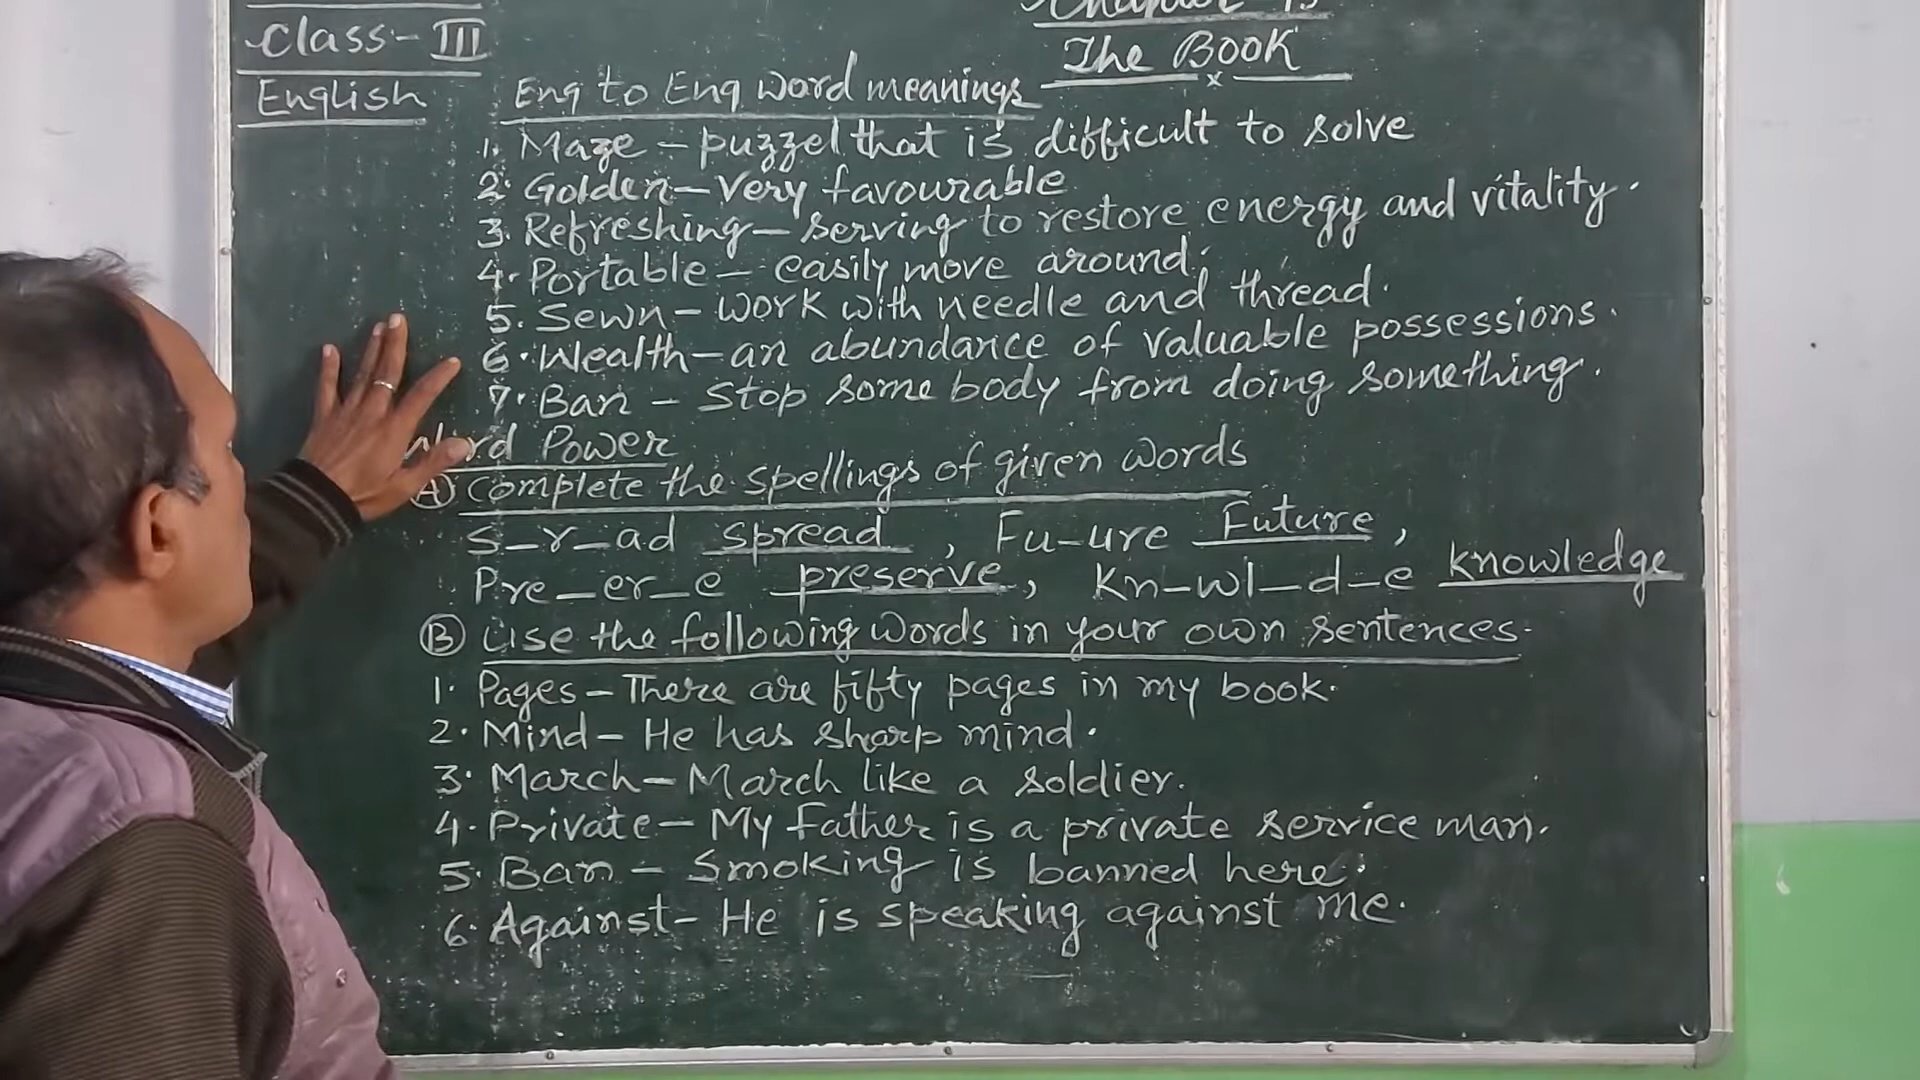 Class - III
English
Chapter
The Book
x
Eng to Eng word meanings
1. Maze - puzzel that is difficult to solve
2. Golden - Very favourable
3. Refreshing - serving to restore energy and vitality.
4. Portable - easily move around.
5. Sewn - work with needle and thread.
6. Wealth - an abundance of valuable possessions.
7. Ban - Stop some body from doing something.
Word Power
(A) Complete the spellings of given words
S_r_ad spread, Fu_ure Future,
Pre_er_e preserve, Kn_wl_d_e knowledge
(B) Use the following words in your own sentences.
1. Pages - There are fifty pages in my book.
2. Mind - He has sharp mind.
3. March - March like a soldier.
4. Private - My Father is a private service man.
5. Ban - Smoking is banned here.
6. Against - He is speaking against me.